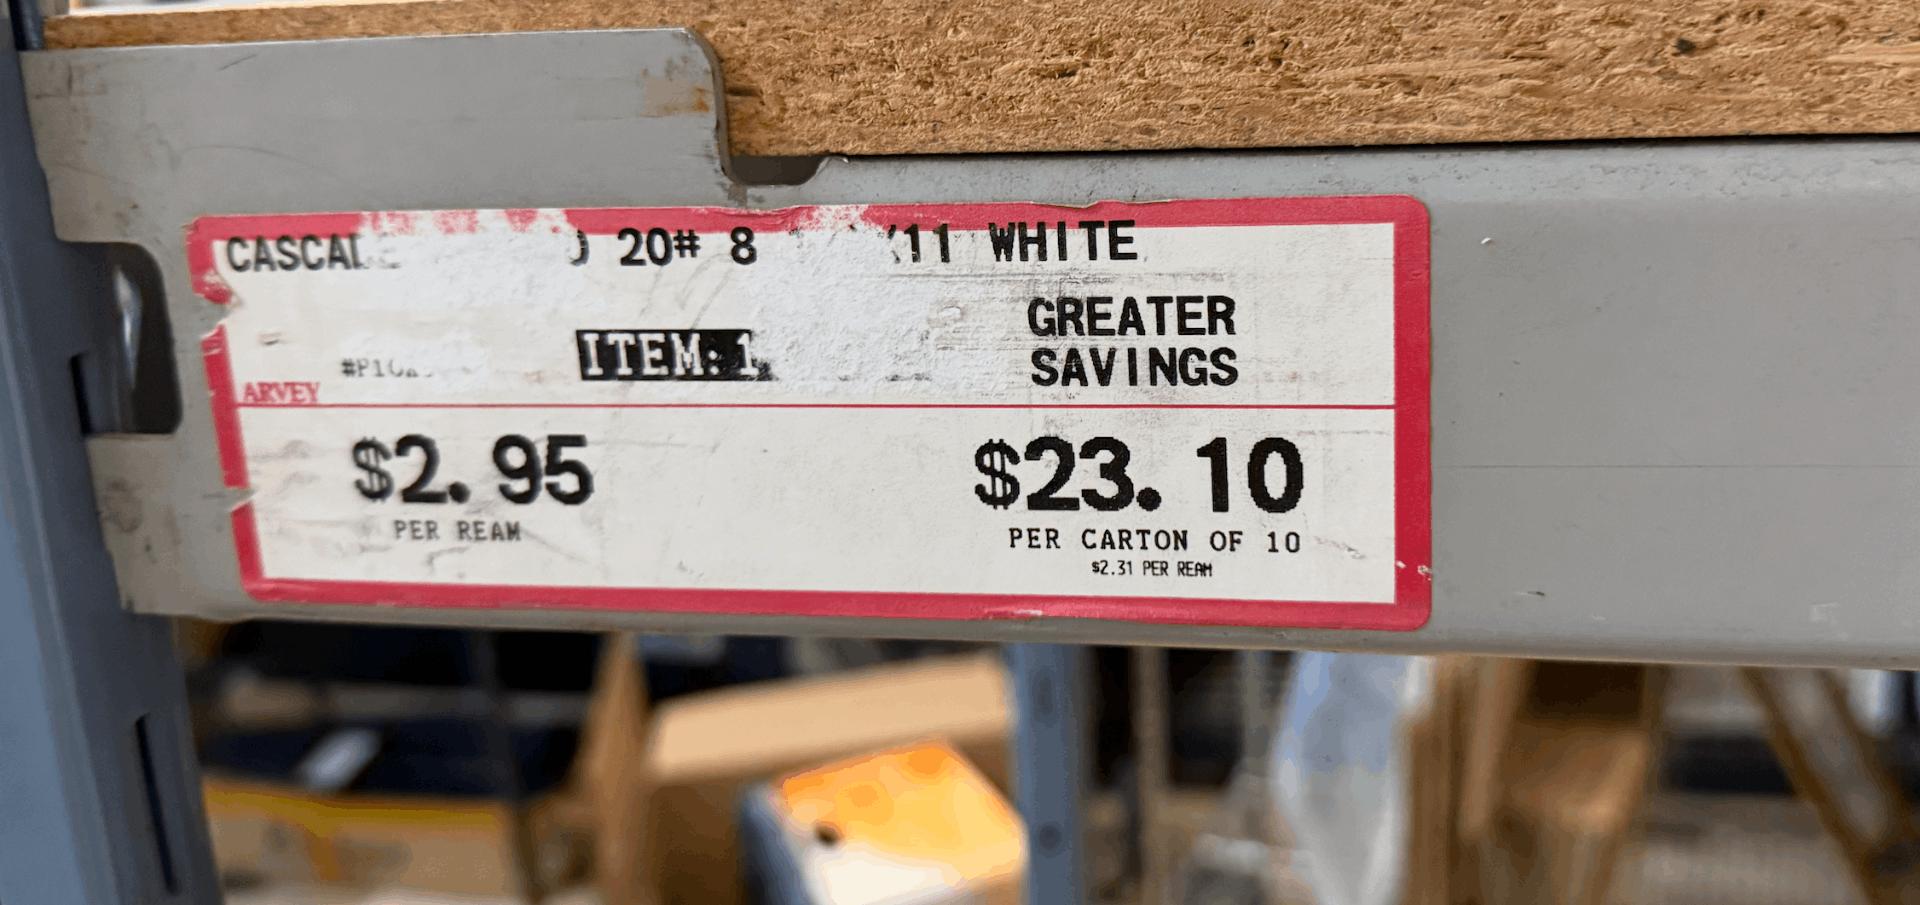 20# 8 11 WHITE
GREATER
SAVINGS
ITEM: 1
ARVEY
$2.95
PER REAM
$23.10
PER CARTON OF 10
$2.31 PER REAM